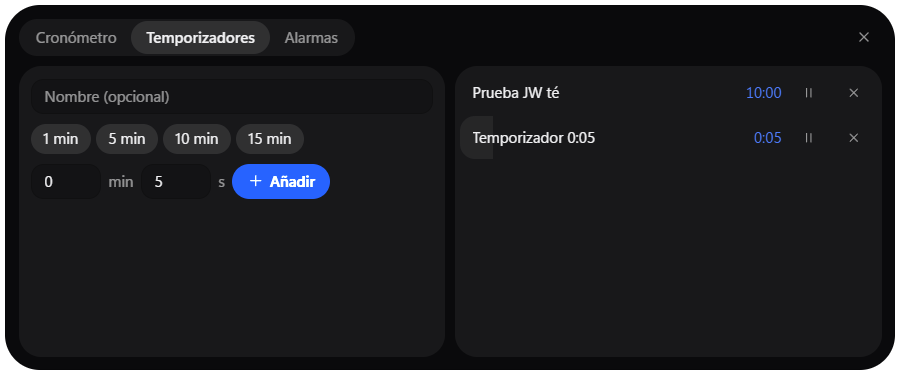 Cronómetro Temporizadores Alarmas
Nombre (opcional)
1 min 5 min 10 min 15 min
0 min 5 s + Añadir
Prueba JW té 10:00
Temporizador 0:05 0:05